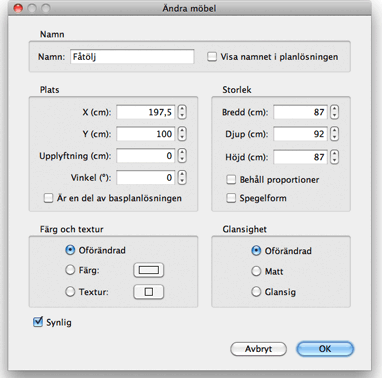 Ändra möbel
Namn
Namn: Fåtölj Visa namnet i planlösningen
Plats Storlek
X (cm): 197,5 Bredd (cm): 87
Y (cm): 100 Djup (cm): 92
Upplyftning (cm): 0 Höjd (cm): 87
Vinkel (°): 0 Behåll proportioner
Är en del av basplanlösningen Spegelform
Färg och textur Glansighet
Oförändrad Oförändrad
Färg: Matt
Textur: Glansig
Synlig
Avbryt OK